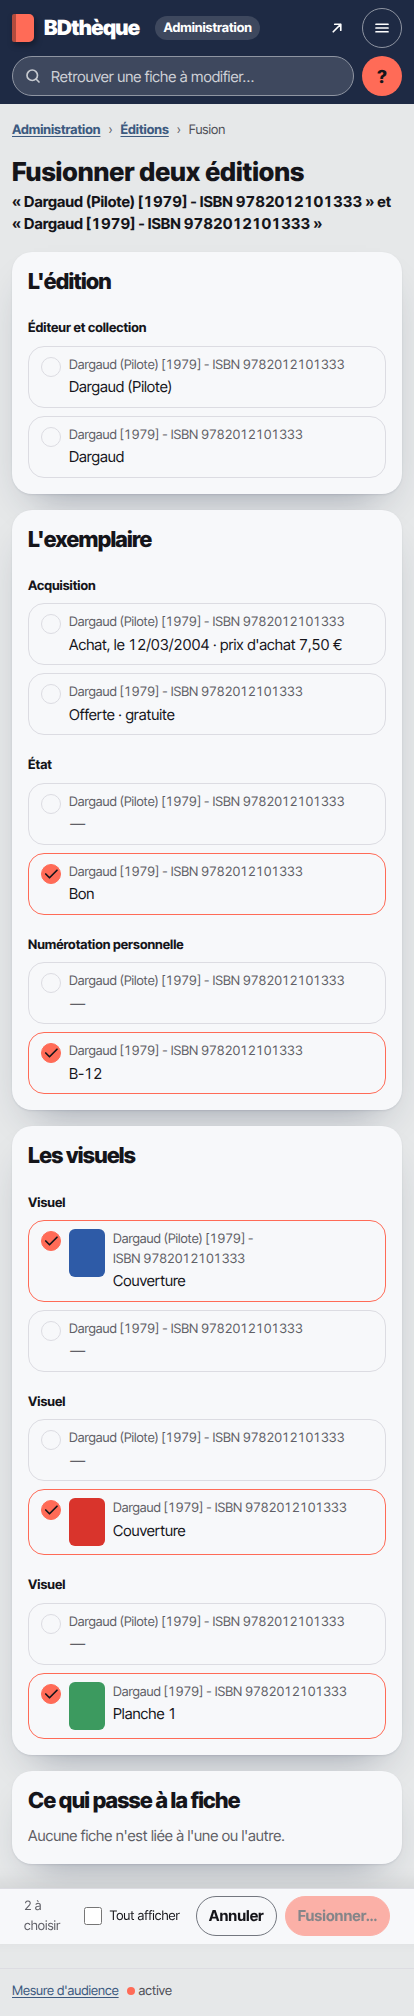 BDthèque Administration
Retrouver une fiche à modifier... ?
Administration › Éditions › Fusion
Fusionner deux éditions
« Dargaud (Pilote) [1979] - ISBN 9782012101333 » et
« Dargaud [1979] - ISBN 9782012101333 »
L'édition
Éditeur et collection
Dargaud (Pilote) [1979] - ISBN 9782012101333
Dargaud (Pilote)
Dargaud [1979] - ISBN 9782012101333
Dargaud
L'exemplaire
Acquisition
Dargaud (Pilote) [1979] - ISBN 9782012101333
Achat, le 12/03/2004 · prix d'achat 7,50 €
Dargaud [1979] - ISBN 9782012101333
Offerte · gratuite
État
Dargaud (Pilote) [1979] - ISBN 9782012101333
—
Dargaud [1979] - ISBN 9782012101333
Bon
Numérotation personnelle
Dargaud (Pilote) [1979] - ISBN 9782012101333
—
Dargaud [1979] - ISBN 9782012101333
B-12
Les visuels
Visuel
Dargaud (Pilote) [1979] -
ISBN 9782012101333
Couverture
Dargaud [1979] - ISBN 9782012101333
—
Visuel
Dargaud (Pilote) [1979] - ISBN 9782012101333
—
Dargaud [1979] - ISBN 9782012101333
Couverture
Visuel
Dargaud (Pilote) [1979] - ISBN 9782012101333
—
Dargaud [1979] - ISBN 9782012101333
Planche 1
Ce qui passe à la fiche
Aucune fiche n'est liée à l'une ou l'autre.
2 à
choisir
Tout afficher
Annuler
Fusionner...
Mesure d'audience active